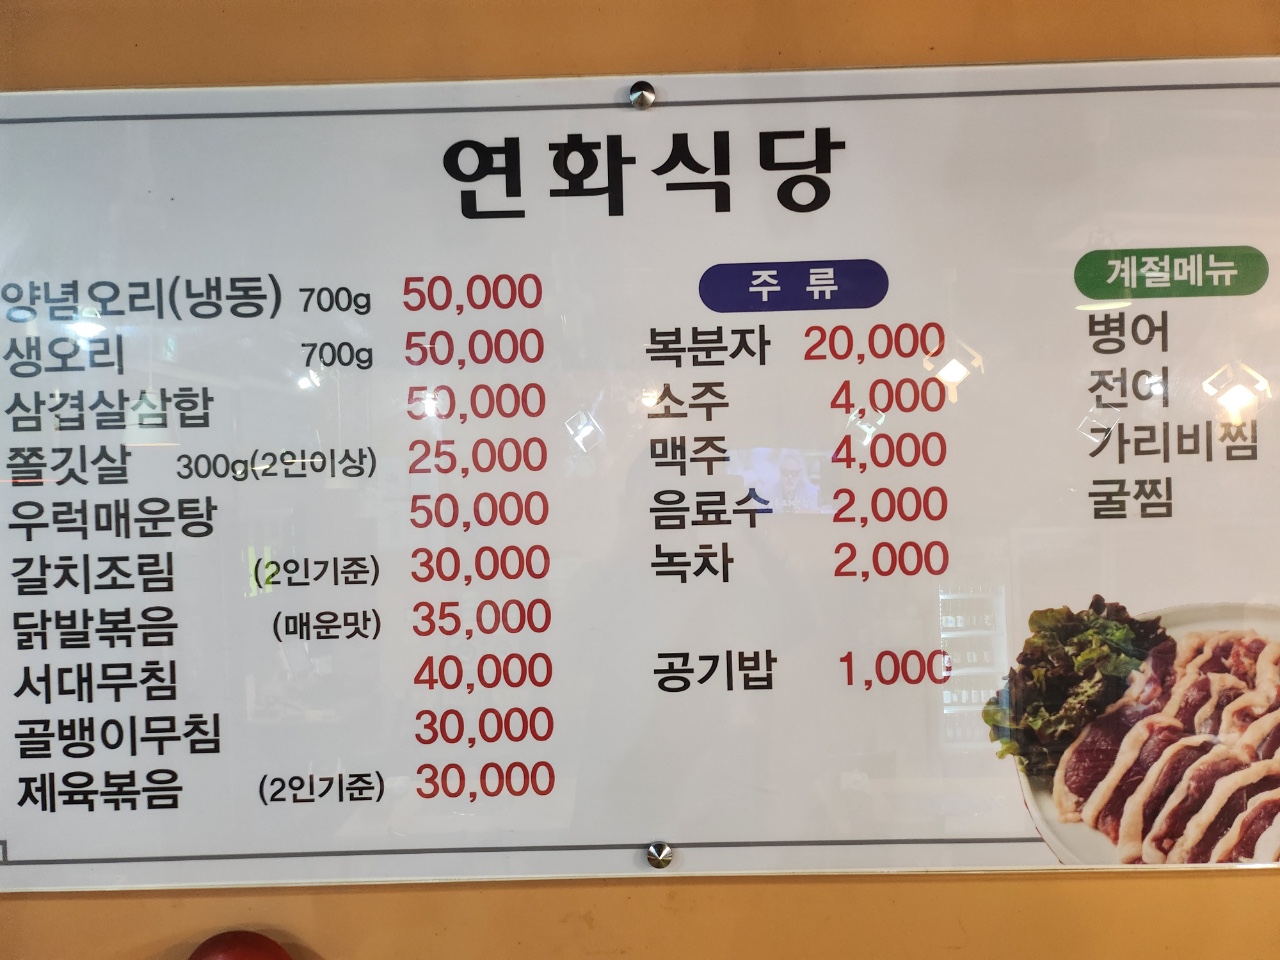 연화식당
양념오리(냉동) 700g 50,000
생오리 700g 50,000
삼겹살삼합 50,000
쫄깃살 300g(2인이상) 25,000
우럭매운탕 50,000
갈치조림 (2인기준) 30,000
닭발볶음 (매운맛) 35,000
서대무침 40,000
골뱅이무침 30,000
제육볶음 (2인기준) 30,000
주 류
복분자 20,000
소주 4,000
맥주 4,000
음료수 2,000
녹차 2,000
공기밥 1,000
계절메뉴
병어
전어
가리비찜
굴찜